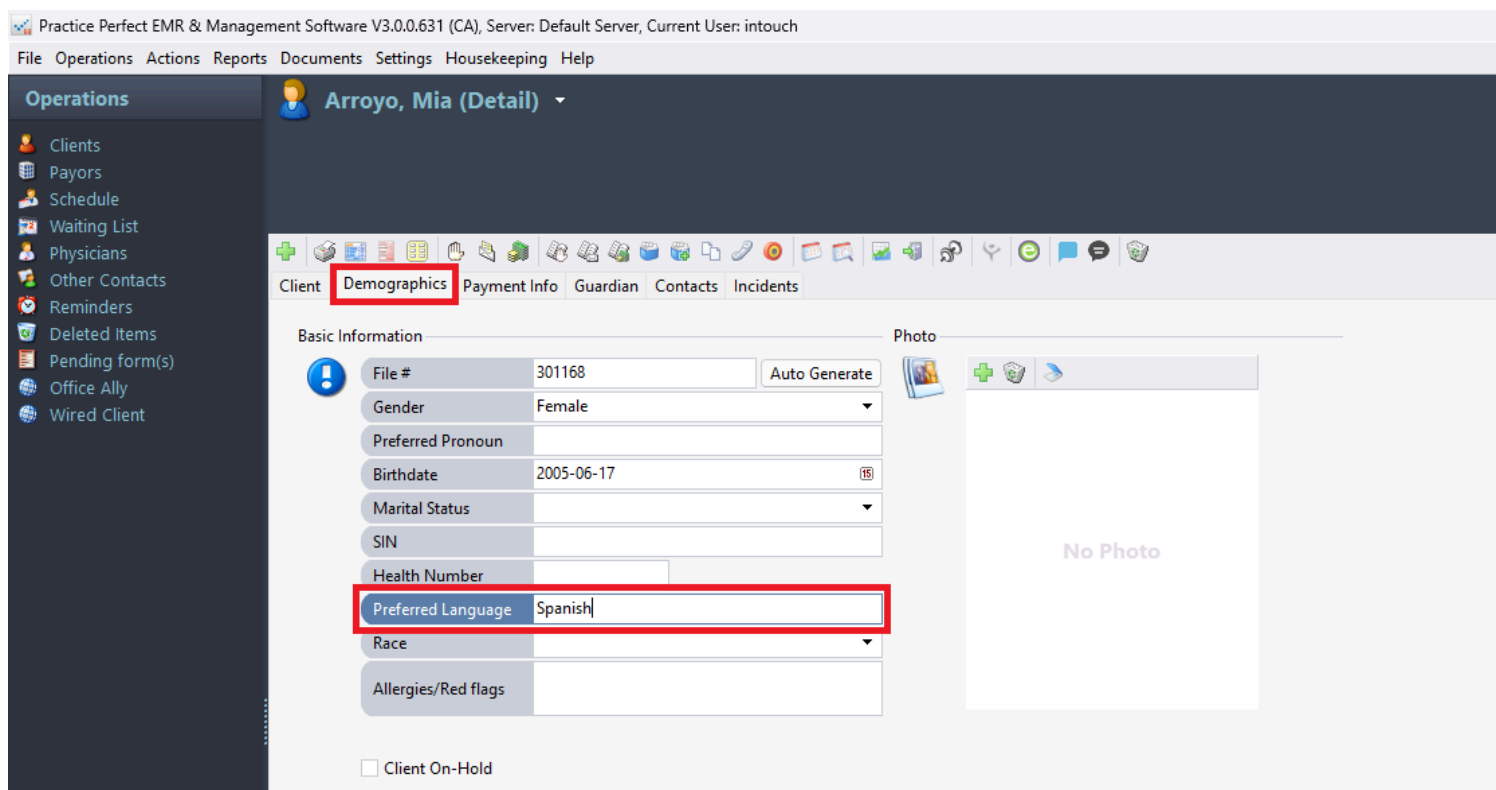 Practice Perfect EMR & Management Software V3.0.0.631 (CA), Server: Default Server, Current User: intouch
File Operations Actions Reports Documents Settings Housekeeping Help
Operations
Clients
Payors
Schedule
Waiting List
Physicians
Other Contacts
Reminders
Deleted Items
Pending form(s)
Office Ally
Wired Client
Arroyo, Mia (Detail)
Client Demographics Payment Info Guardian Contacts Incidents
Basic Information
File # 301168 Auto Generate
Gender Female
Preferred Pronoun
Birthdate 2005-06-17 15
Marital Status
SIN
Health Number
Preferred Language Spanish
Race
Allergies/Red flags
Client On-Hold
Photo
No Photo